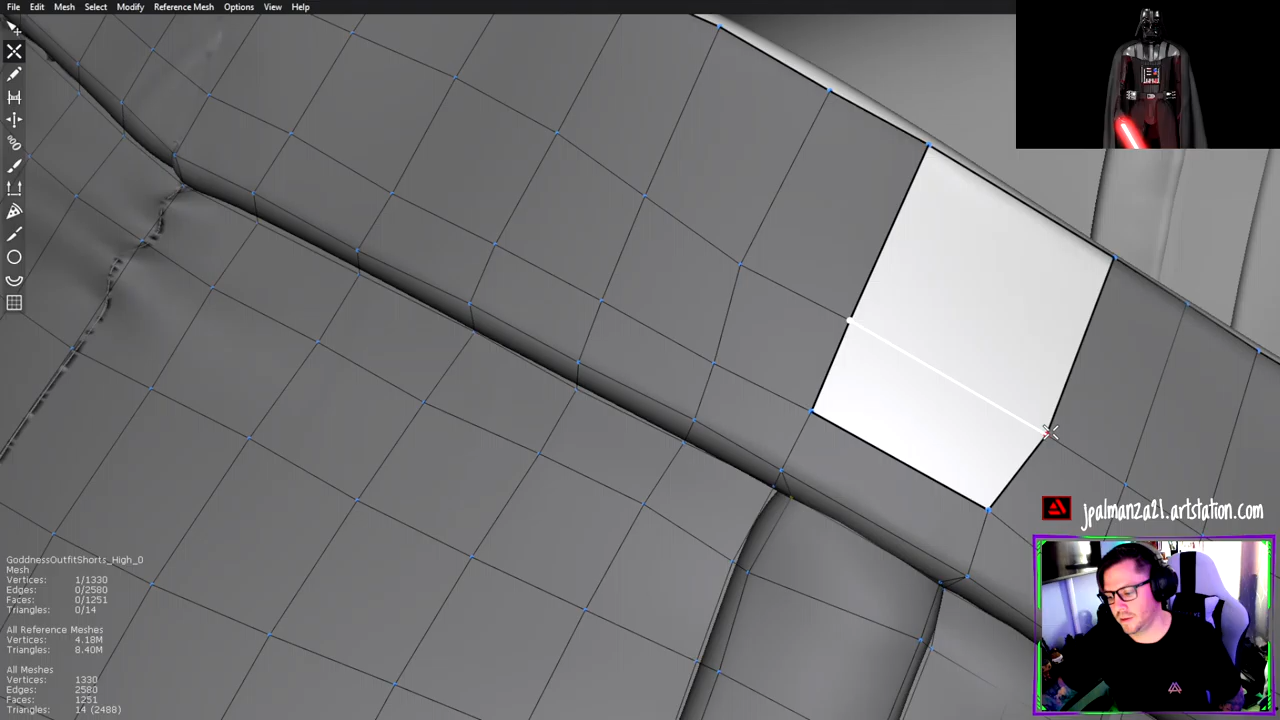 File Edit Mesh Select Modify Reference Mesh Options View Help
jpalmanza21.artstation.com
GoddnessOutfitShorts_High_0
Mesh
Vertices: 1/1330
Edges: 0/2580
Faces: 0/1251
Triangles: 0/14
All Reference Meshes
Vertices: 4.18M
Triangles: 8.40M
All Meshes
Vertices: 1330
Edges: 2580
Faces: 1251
Triangles: 14 (2488)